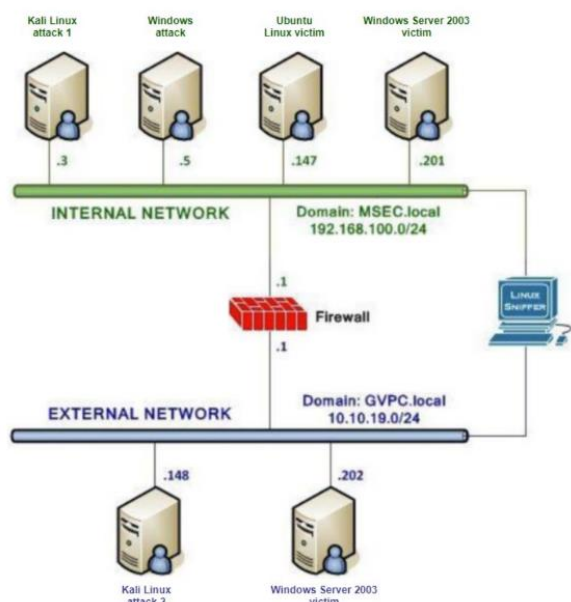 Kali Linux
attack 1
Windows
attack
Ubuntu
Linux victim
Windows Server 2003
victim
.3
.5
.147
.201
INTERNAL NETWORK
Domain: MSEC.local
192.168.100.0/24
.1
Firewall
.1
LINUX
SNIFFER
EXTERNAL NETWORK
Domain: GVPC.local
10.10.19.0/24
.148
.202
Kali Linux
attack
Windows Server 2003
victim